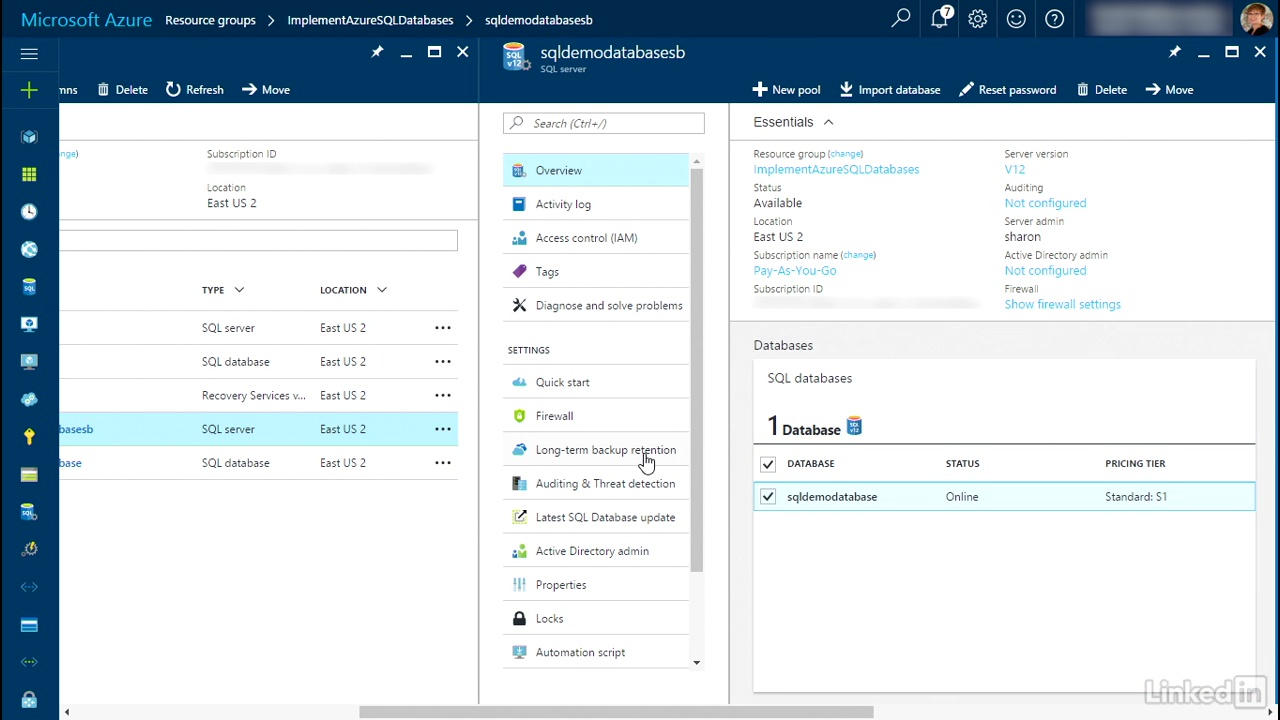 Microsoft Azure Resource groups > ImplementAzureSQLDatabases > sqldemodatabasesb
7
sqldemodatabasesb
SQL server
mns Delete Refresh Move
New pool Import database Reset password Delete Move
nge)
Subscription ID
Location
East US 2
TYPE LOCATION
SQL server East US 2 •••
SQL database East US 2 •••
Recovery Services v... East US 2 •••
basesb SQL server East US 2 •••
base SQL database East US 2 •••
Search (Ctrl+/)
Overview
Activity log
Access control (IAM)
Tags
Diagnose and solve problems
SETTINGS
Quick start
Firewall
Long-term backup retention
Auditing & Threat detection
Latest SQL Database update
Active Directory admin
Properties
Locks
Automation script
Essentials
Resource group (change)
ImplementAzureSQLDatabases
Status
Available
Location
East US 2
Subscription name (change)
Pay-As-You-Go
Subscription ID
Server version
V12
Auditing
Not configured
Server admin
sharon
Active Directory admin
Not configured
Firewall
Show firewall settings
Databases
SQL databases
1 Database
DATABASE STATUS PRICING TIER
sqldemodatabase Online Standard: S1
Linked in